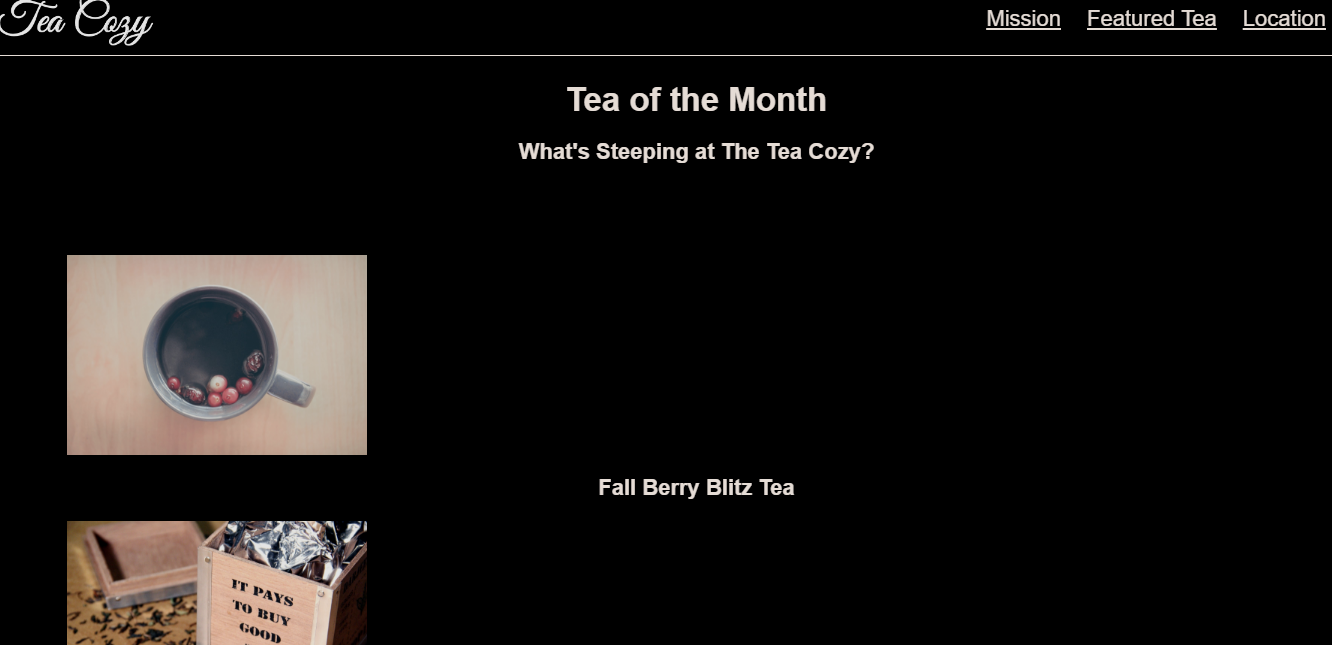 Tea Cozy
Mission Featured Tea Location
Tea of the Month
What's Steeping at The Tea Cozy?
Fall Berry Blitz Tea
IT PAYS
TO BUY
GOOD